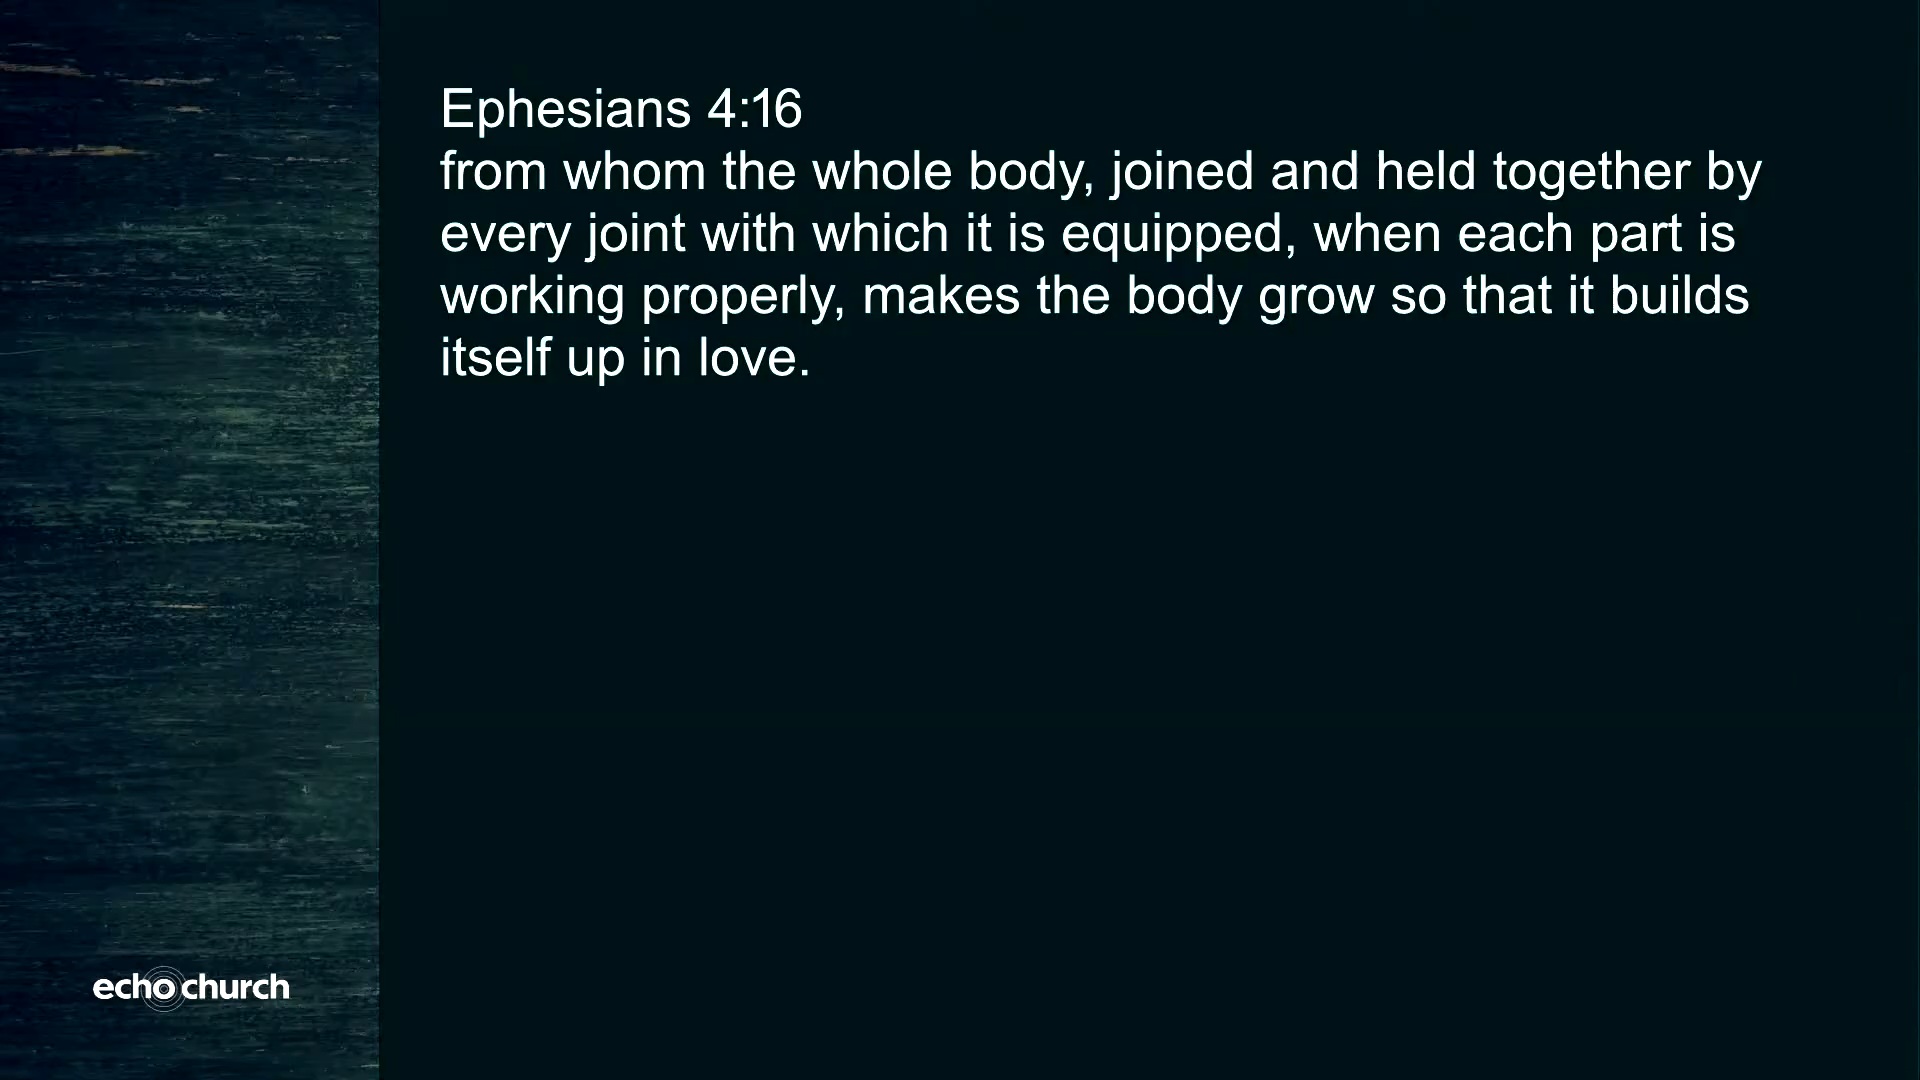 Ephesians 4:16
from whom the whole body, joined and held together by
every joint with which it is equipped, when each part is
working properly, makes the body grow so that it builds
itself up in love.
echo church